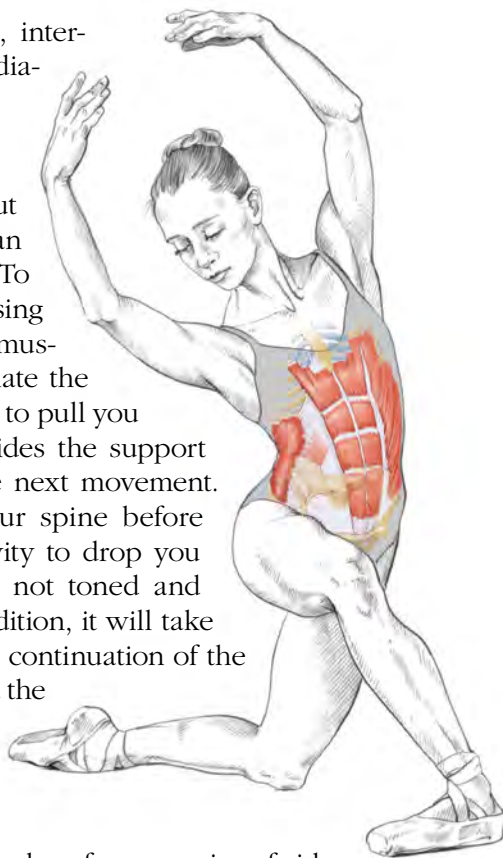 , inter-
dia-
ut
an
To
sing
mus-
ate the
to pull you
ides the support
e next movement.
ur spine before
vity to drop you
not toned and
dition, it will take
continuation of the
the